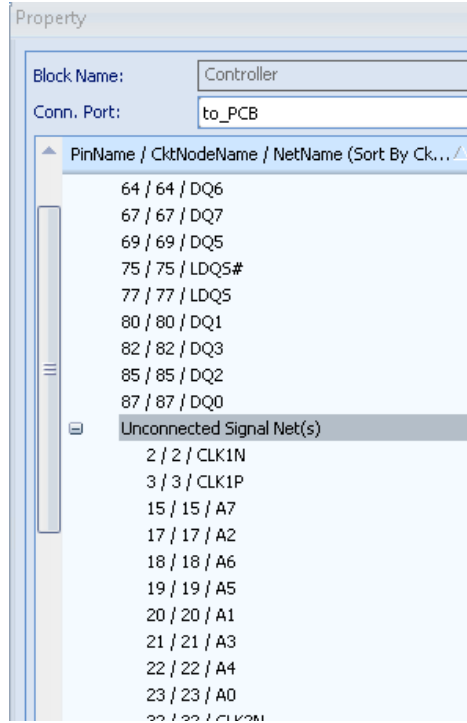 Property
Block Name:
Controller
Conn. Port:
to_PCB
PinName / CktNodeName / NetName (Sort By Ck...
64 / 64 / DQ6
67 / 67 / DQ7
69 / 69 / DQ5
75 / 75 / LDQS#
77 / 77 / LDQS
80 / 80 / DQ1
82 / 82 / DQ3
85 / 85 / DQ2
87 / 87 / DQ0
Unconnected Signal Net(s)
2 / 2 / CLK1N
3 / 3 / CLK1P
15 / 15 / A7
17 / 17 / A2
18 / 18 / A6
19 / 19 / A5
20 / 20 / A1
21 / 21 / A3
22 / 22 / A4
23 / 23 / A0
32 / 32 / CLK2N